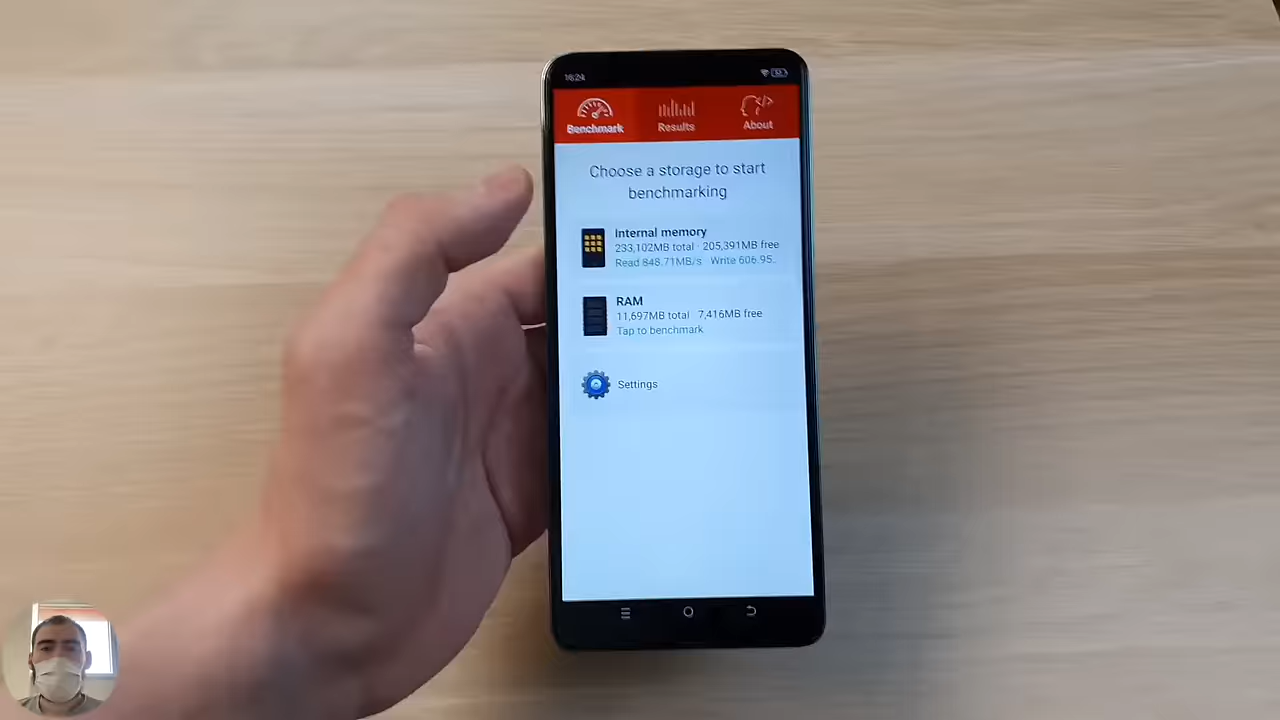 16:24
Benchmark
Results
About
Choose a storage to start
benchmarking
Internal memory
233,102MB total · 205,391MB free
Read 848.71MB/s · Write 606.95..
RAM
11,697MB total 7,416MB free
Tap to benchmark
Settings